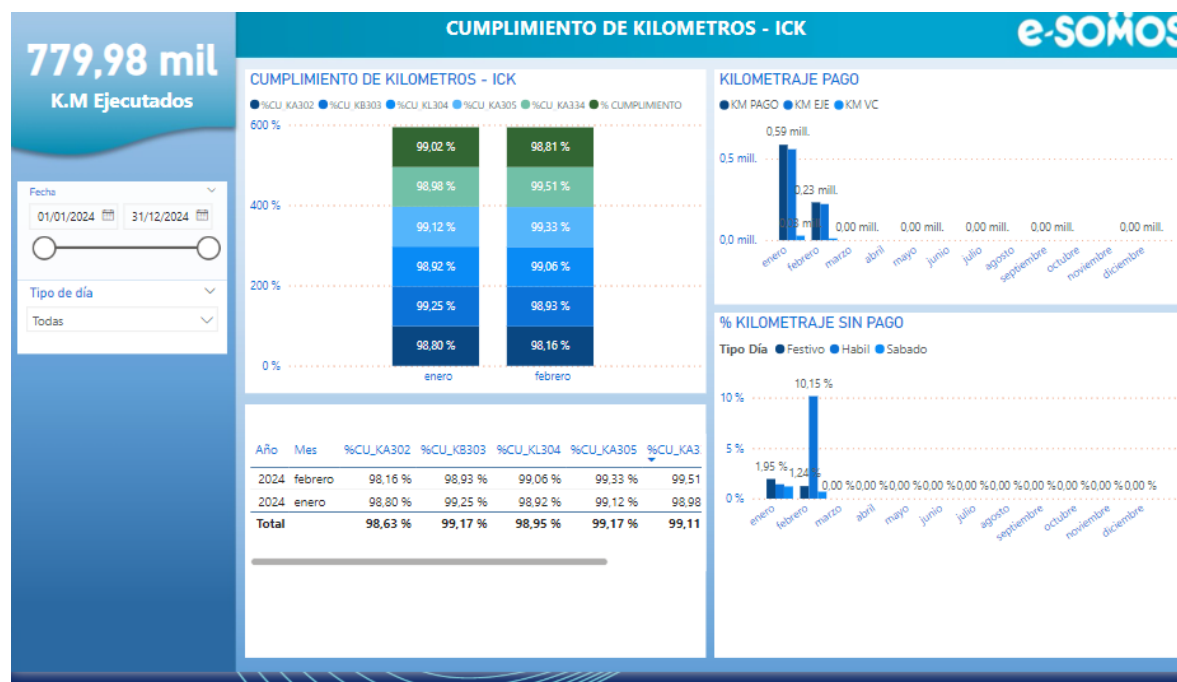 779,98 mil
K.M Ejecutados
CUMPLIMIENTO DE KILOMETROS - ICK
e-SOMOS
Fecha
01/01/2024 31/12/2024
Tipo de día
Todas
CUMPLIMIENTO DE KILOMETROS - ICK
%CU_KA302 %CU_KB303 %CU_KL304 %CU_KA305 %CU_KA334 % CUMPLIMIENTO
600 %
99,02 % 98,81 %
98,98 % 99,51 %
400 %
99,12 % 99,33 %
98,92 % 99,06 %
200 %
99,25 % 98,93 %
98,80 % 98,16 %
0 %
enero febrero
Año Mes %CU_KA302 %CU_KB303 %CU_KL304 %CU_KA305 %CU_KA3
2024 febrero 98,16 % 98,93 % 99,06 % 99,33 % 99,51
2024 enero 98,80 % 99,25 % 98,92 % 99,12 % 98,98
Total 98,63 % 99,17 % 98,95 % 99,17 % 99,11
KILOMETRAJE PAGO
KM PAGO KM EJE KM VC
0,59 mill.
0,5 mill.
0,23 mill.
0,00 mill. 0,00 mill. 0,00 mill. 0,00 mill. 0,00 mill.
0,0 mill.
enero febrero marzo abril mayo junio julio agosto septiembre octubre noviembre diciembre
% KILOMETRAJE SIN PAGO
Tipo Día Festivo Habil Sabado
10,15 %
10 %
5 %
1,95 %
1,24 %
0,00 % 0,00 % 0,00 % 0,00 % 0,00 % 0,00 % 0,00 % 0,00 % 0,00 % 0,00 %
0 %
enero febrero marzo abril mayo junio julio agosto septiembre octubre noviembre diciembre